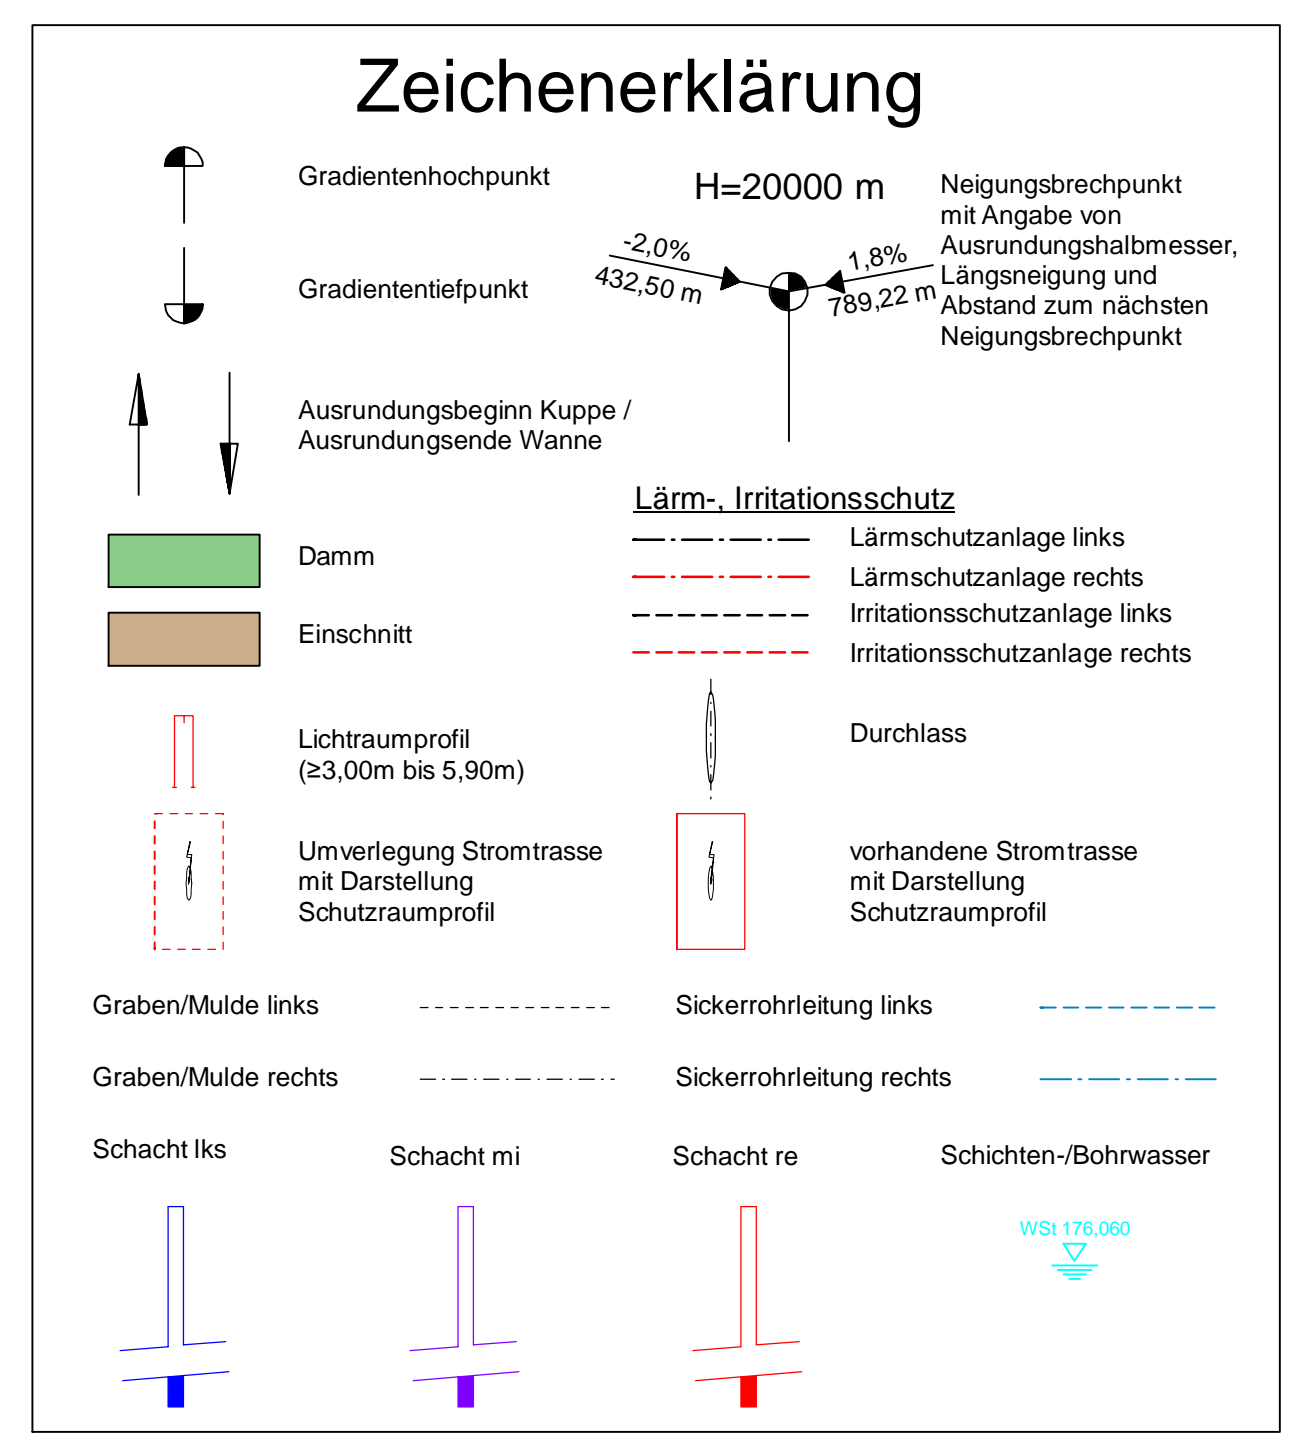 Zeichenerklärung
Gradientenhochpunkt
Gradiententiefpunkt
Ausrundungsbeginn Kuppe /
Ausrundungsende Wanne
H=20000 m
-2,0%
432,50 m
1,8%
789,22 m
Neigungsbrechpunkt
mit Angabe von
Ausrundungshalbmesser,
Längsneigung und
Abstand zum nächsten
Neigungsbrechpunkt
Damm
Einschnitt
Lärm-, Irritationsschutz
Lärmschutzanlage links
Lärmschutzanlage rechts
Irritationsschutzanlage links
Irritationsschutzanlage rechts
Lichtraumprofil
(≥3,00m bis 5,90m)
Durchlass
Umverlegung Stromtrasse
mit Darstellung
Schutzraumprofil
vorhandene Stromtrasse
mit Darstellung
Schutzraumprofil
Graben/Mulde links
Sickerrohrleitung links
Graben/Mulde rechts
Sickerrohrleitung rechts
Schacht lks
Schacht mi
Schacht re
Schichten-/Bohrwasser
WSt 176,060